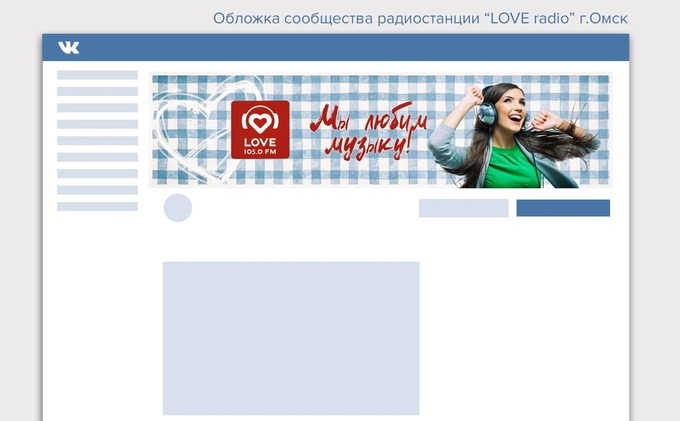 Обложка сообщества радиостанции “LOVE radio” г.Омск
LOVE
105.0 FM
Мы любим
музыку!